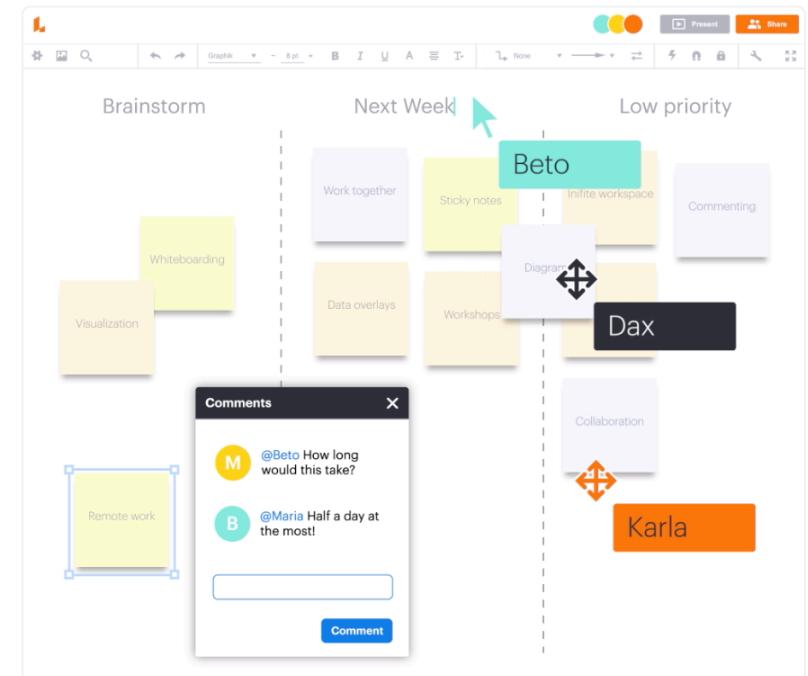 Present
Share
Graphik
- 8 pt +
B I U A T
None
Brainstorm
Next Week
Low priority
Beto
Work together
Sticky notes
Inifite workspace
Commenting
Whiteboarding
Diagram
Data overlays
Workshops
Visualization
Dax
Comments
Collaboration
M
@Beto How long
would this take?
Remote work
B
@Maria Half a day at
the most!
Karla
Comment